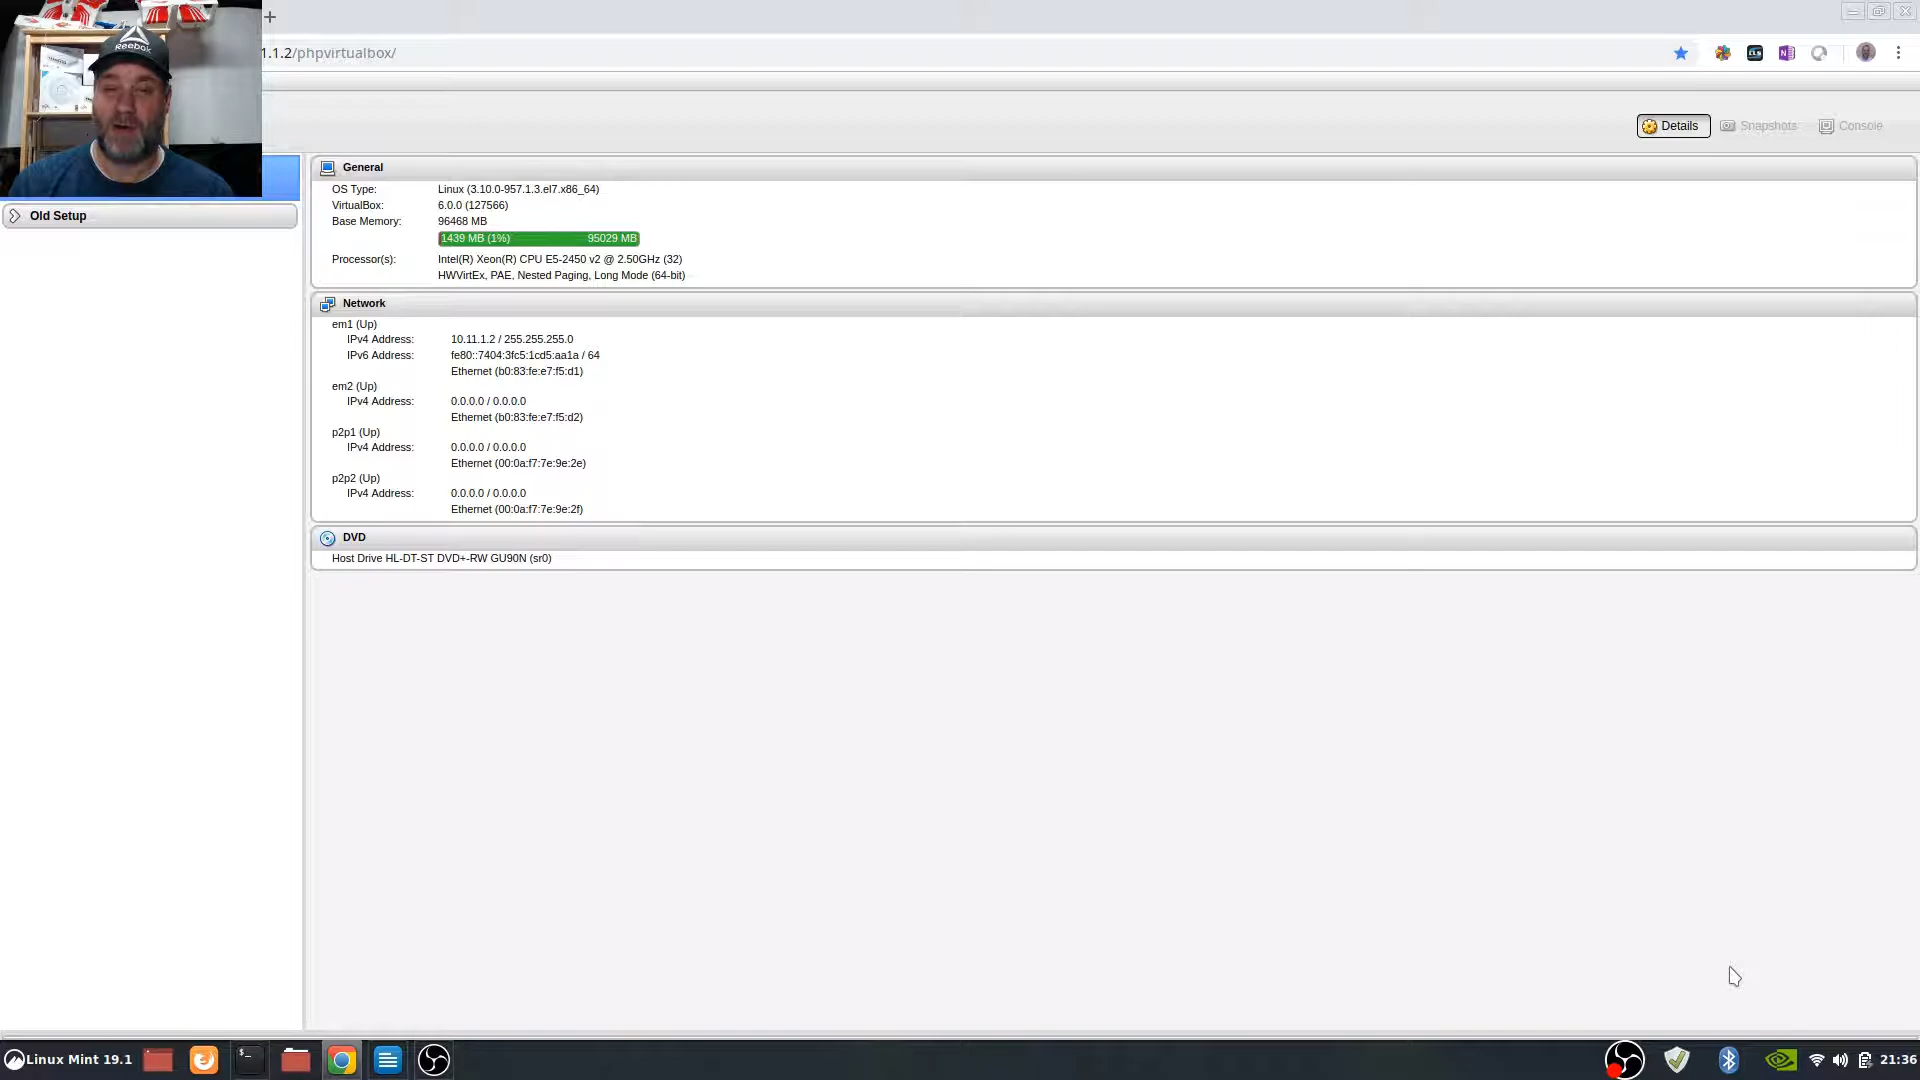 +
1.1.2/phpvirtualbox/
Reebok
CLS
N
Details
Snapshots
Console
Old Setup
General
OS Type: Linux (3.10.0-957.1.3.el7.x86_64)
VirtualBox: 6.0.0 (127566)
Base Memory: 96468 MB
1439 MB (1%) 95029 MB
Processor(s): Intel(R) Xeon(R) CPU E5-2450 v2 @ 2.50GHz (32)
HWVirtEx, PAE, Nested Paging, Long Mode (64-bit)
Network
em1 (Up)
IPv4 Address: 10.11.1.2 / 255.255.255.0
IPv6 Address: fe80::7404:3fc5:1cd5:aa1a / 64
Ethernet (b0:83:fe:e7:f5:d1)
em2 (Up)
IPv4 Address: 0.0.0.0 / 0.0.0.0
Ethernet (b0:83:fe:e7:f5:d2)
p2p1 (Up)
IPv4 Address: 0.0.0.0 / 0.0.0.0
Ethernet (00:0a:f7:7e:9e:2e)
p2p2 (Up)
IPv4 Address: 0.0.0.0 / 0.0.0.0
Ethernet (00:0a:f7:7e:9e:2f)
DVD
Host Drive HL-DT-ST DVD+-RW GU90N (sr0)
Linux Mint 19.1
21:36